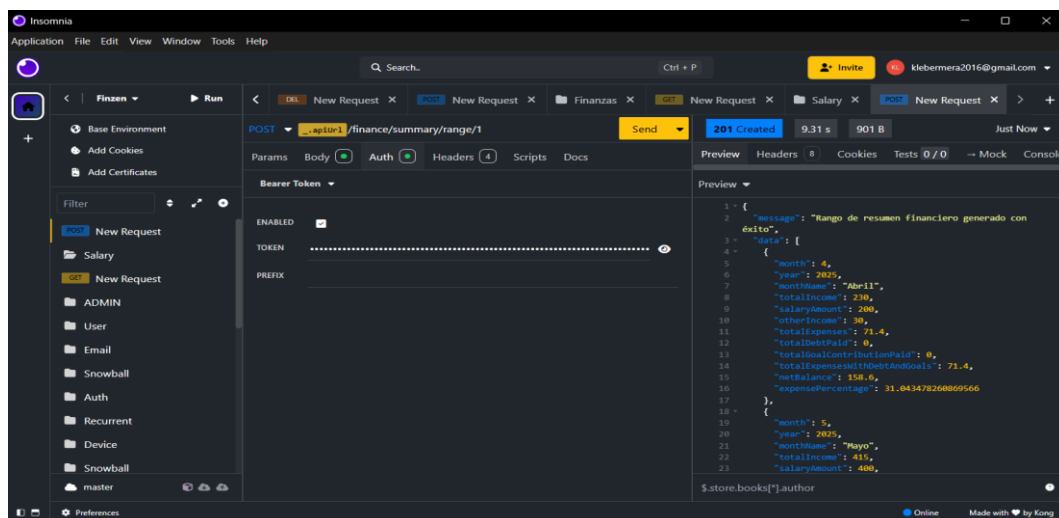 Insomnia
Application File Edit View Window Tools Help
Search.. Ctrl + P
Invite
KL klebermera2016@gmail.com
Finzen
Run
DEL New Request
POST New Request
Finanzas
GET New Request
Salary
POST New Request
Base Environment
Add Cookies
Add Certificates
Filter
POST New Request
Salary
GET New Request
ADMIN
User
Email
Snowball
Auth
Recurrent
Device
Snowball
master
POST _.apiUrl /finance/summary/range/1 Send
Params Body Auth Headers 4 Scripts Docs
Bearer Token
ENABLED
TOKEN
PREFIX
201 Created 9.31 s 901 B Just Now
Preview Headers 8 Cookies Tests 0 / 0 → Mock Consol
Preview
1 {
2 "message": "Rango de resumen financiero generado con
éxito",
3 "data": [
4 {
5 "month": 4,
6 "year": 2025,
7 "monthName": "Abril",
8 "totalIncome": 230,
9 "salaryAmount": 200,
10 "otherIncome": 30,
11 "totalExpenses": 71.4,
12 "totalDebtPaid": 0,
13 "totalGoalContributionPaid": 0,
14 "totalExpensesWithDebtAndGoals": 71.4,
15 "netBalance": 158.6,
16 "expensePercentage": 31.043478260869566
17 },
18 {
19 "month": 5,
20 "year": 2025,
21 "monthName": "Mayo",
22 "totalIncome": 415,
23 "salaryAmount": 400,
$.store.books[*].author
Preferences
Online Made with ♥ by Kong